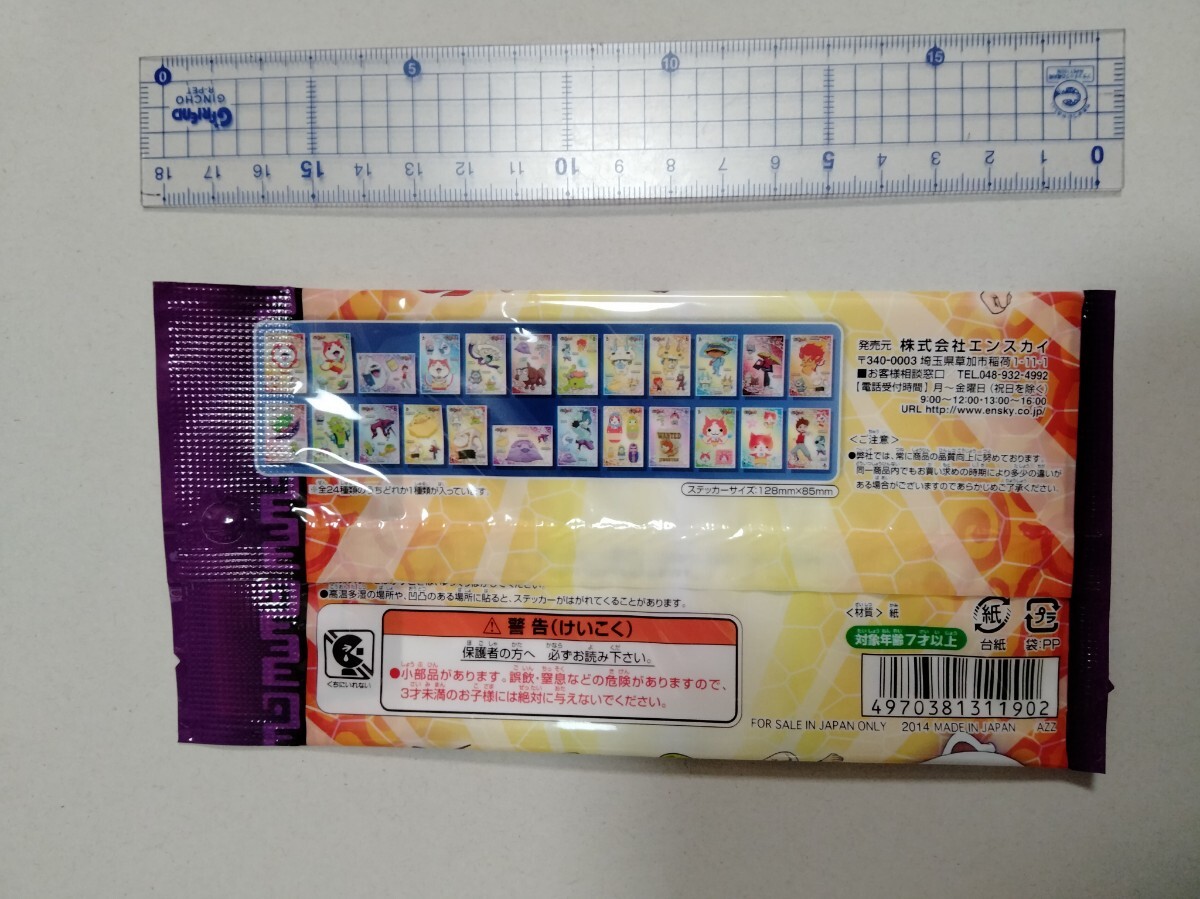 0 5 10 15
G'FRIEND
GINCHO
R-PET
18 17 16 15 14 13 12 11 10 9 8 7 6 5 4 3 2 1 0
発売元 株式会社エンスカイ
〒340-0003 埼玉県草加市稲荷1-11-1
■お客様相談窓口 TEL.048-932-4992
【電話受付時間】月〜金曜日(祝日を除く)
9:00〜12:00・13:00〜16:00
URL http://www.ensky.co.jp/
<ご注意>
●弊社では、常に商品の品質向上に努めております。
同一商品内でもお買い求めの時期により多少の違いが
ある場合がございますのであらかじめご了承ください。
WANTED
※全24種類のうちどれか1種類が入っています。
ステッカーサイズ:128mm×85mm
●高温多湿の場所や、凹凸のある場所に貼ると、ステッカーがはがれてくることがあります。
くちにいれない
⚠ 警告(けいこく)
保護者の方へ 必ずお読み下さい。
●小部品があります。誤飲・窒息などの危険がありますので、
3才未満のお子様には絶対に与えないでください。
<材質> 紙
対象年齢7才以上
紙
台紙
プラ
袋:PP
4970381311902
FOR SALE IN JAPAN ONLY 2014 MADE IN JAPAN AZZ